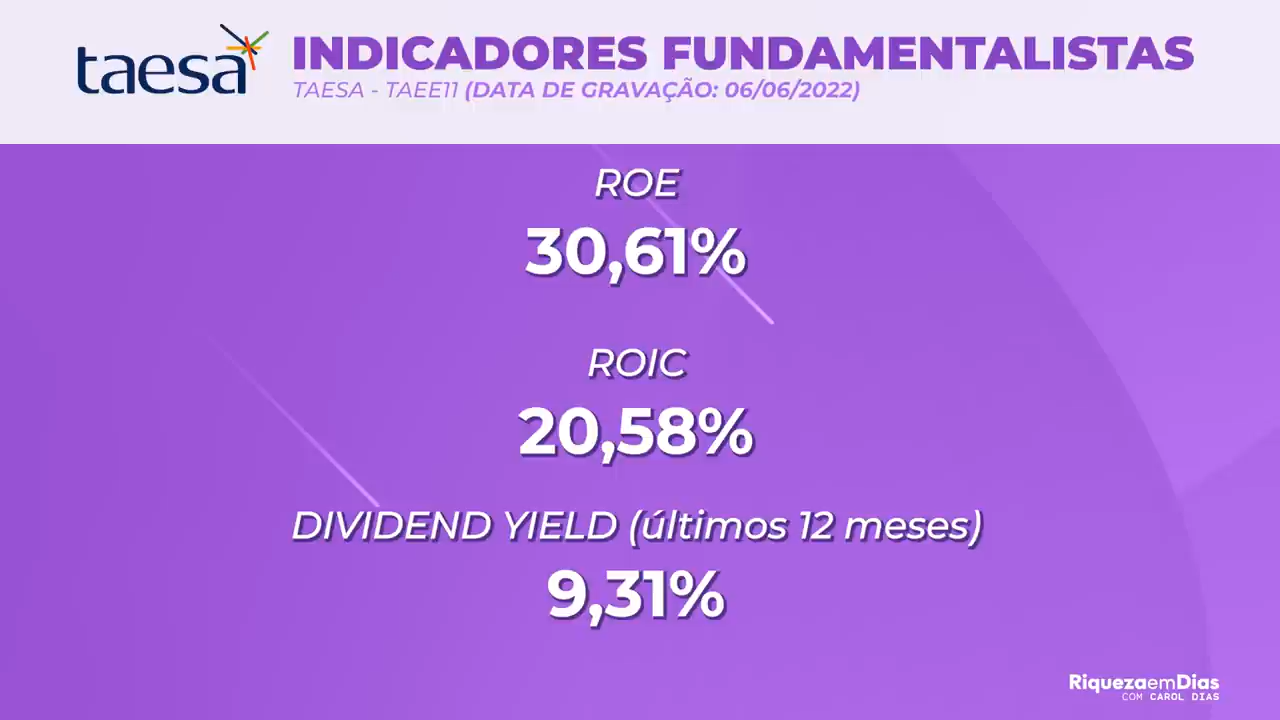 taesa
INDICADORES FUNDAMENTALISTAS
TAESA - TAEE11 (DATA DE GRAVAÇÃO: 06/06/2022)
ROE
30,61%
ROIC
20,58%
DIVIDEND YIELD (últimos 12 meses)
9,31%
RiquezaemDias
COM CAROL DIAS